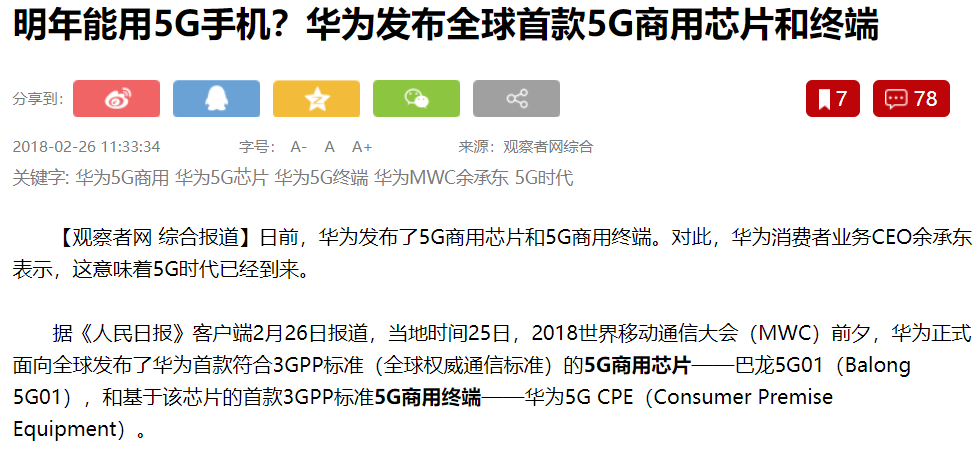 明年能用5G手机？华为发布全球首款5G商用芯片和终端
分享到: 7 78
2018-02-26 11:33:34 字号： A- A A+ 来源：观察者网综合
关键字: 华为5G商用 华为5G芯片 华为5G终端 华为MWC余承东 5G时代
【观察者网 综合报道】日前，华为发布了5G商用芯片和5G商用终端。对此，华为消费者业务CEO余承东
表示，这意味着5G时代已经到来。
据《人民日报》客户端2月26日报道，当地时间25日，2018世界移动通信大会（MWC）前夕，华为正式
面向全球发布了华为首款符合3GPP标准（全球权威通信标准）的5G商用芯片——巴龙5G01（Balong
5G01），和基于该芯片的首款3GPP标准5G商用终端——华为5G CPE（Consumer Premise
Equipment）。